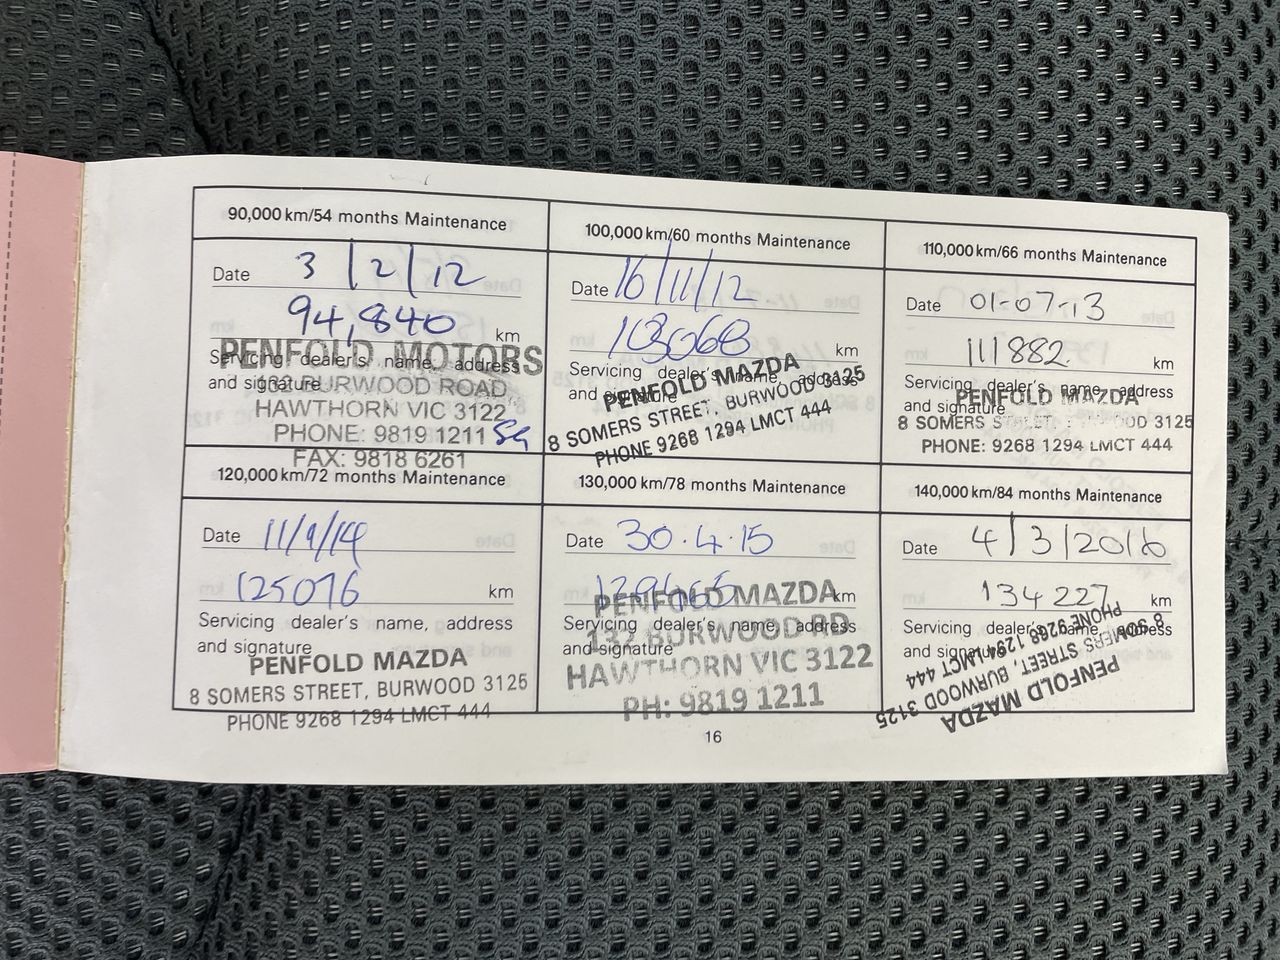 90,000 km/54 months Maintenance
Date 3/2/12
94,840 km
Servicing dealer's name, address
and signature
PENFOLD MOTORS
132 BURWOOD ROAD
HAWTHORN VIC 3122
PHONE: 9819 1211
FAX: 9818 6261
100,000 km/60 months Maintenance
Date 16/11/12
km
Servicing dealer's name, address
and signature
PENFOLD MAZDA
8 SOMERS STREET, BURWOOD 3125
PHONE 9268 1294 LMCT 444
110,000 km/66 months Maintenance
Date 01-07-13
111882 km
Servicing dealer's name, address
and signature
PENFOLD MAZDA
8 SOMERS 3125
PHONE: 9268 1294 LMCT 444
120,000 km/72 months Maintenance
Date 11/9/14
125076 km
Servicing dealer's name, address
and signature
PENFOLD MAZDA
8 SOMERS STREET, BURWOOD 3125
PHONE 9268 1294 LMCT 444
130,000 km/78 months Maintenance
Date 30.4.15
km
Servicing dealer's name, address
and signature
PENFOLD MAZDA
132 BURWOOD RD
HAWTHORN VIC 3122
PH: 9819 1211
140,000 km/84 months Maintenance
Date 4/3/2016
134227 km
Servicing dealer's name, address
and signature
PENFOLD MAZDA
8 SOMERS STREET, BURWOOD 3125
PHONE 9268 1294 LMCT 444
16